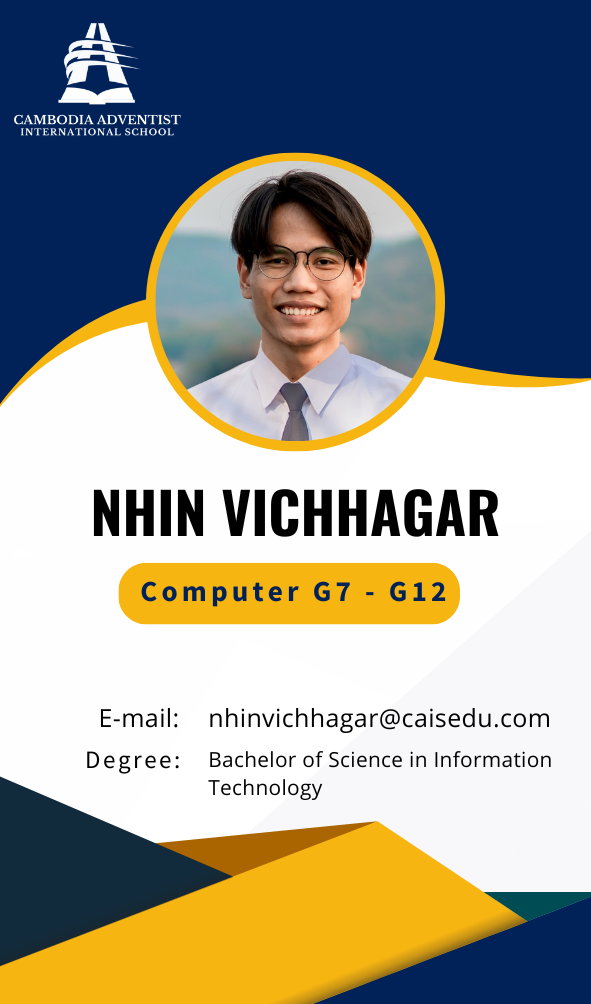 CAMBODIA ADVENTIST
INTERNATIONAL SCHOOL
NHIN VICHHAGAR
Computer G7 - G12
E-mail: nhinvichhagar@caisedu.com
Degree: Bachelor of Science in Information
Technology